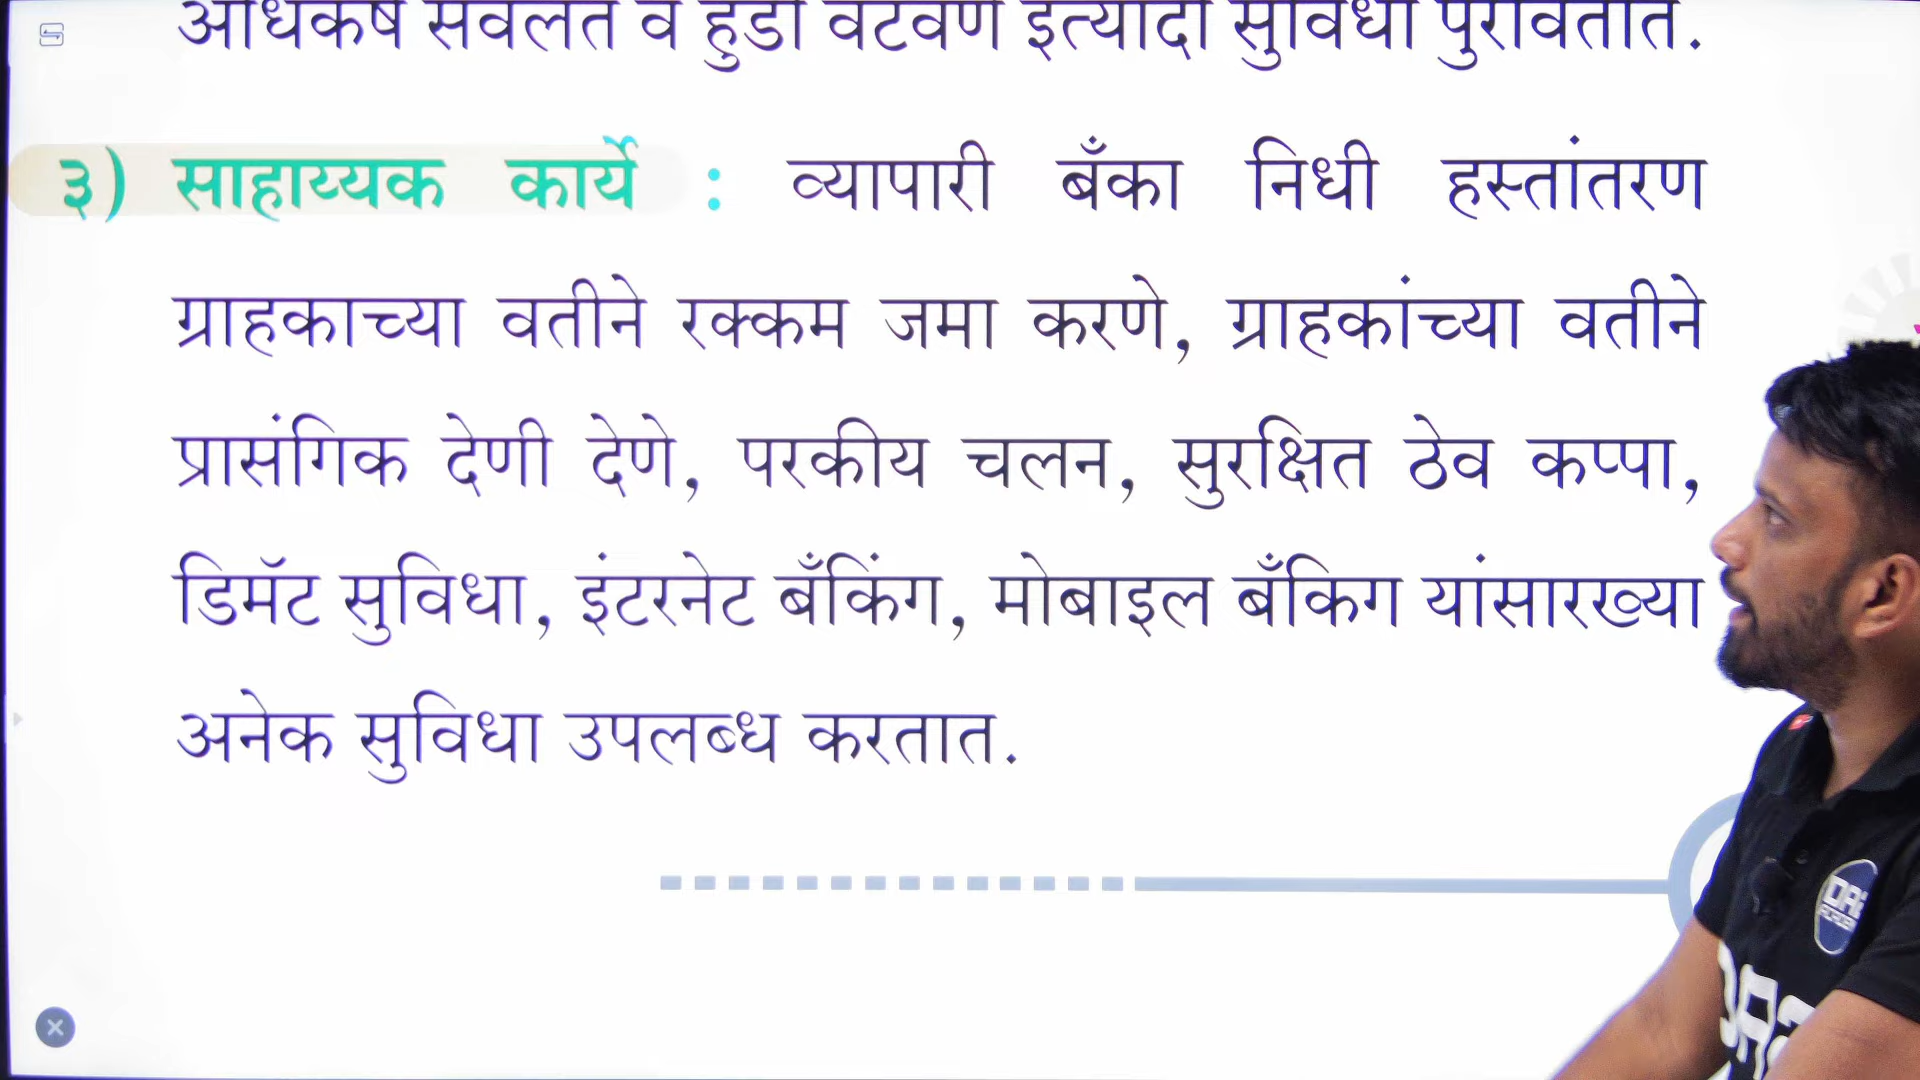 अधिकर्ष सवलत व हुंडी वटवणे इत्यादी सुविधा पुरवितात.
३) साहाय्यक कार्ये : व्यापारी बँका निधी हस्तांतरण
ग्राहकाच्या वतीने रक्कम जमा करणे, ग्राहकांच्या वतीने
प्रासंगिक देणी देणे, परकीय चलन, सुरक्षित ठेव कप्पा,
डिमॅट सुविधा, इंटरनेट बँकिंग, मोबाइल बँकिग यांसारख्या
अनेक सुविधा उपलब्ध करतात.